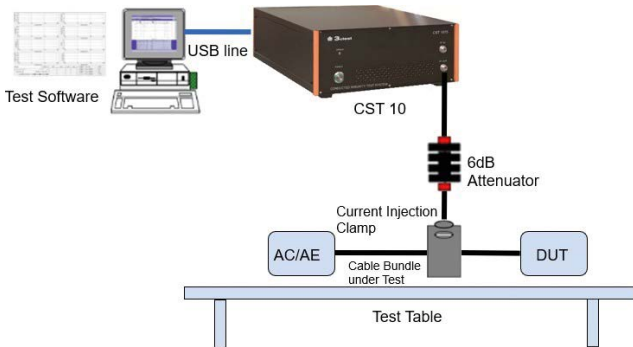 USB line
Test Software
3ctest
CST 10
6dB
Attenuator
Current Injection
Clamp
AC/AE
Cable Bundle
under Test
DUT
Test Table